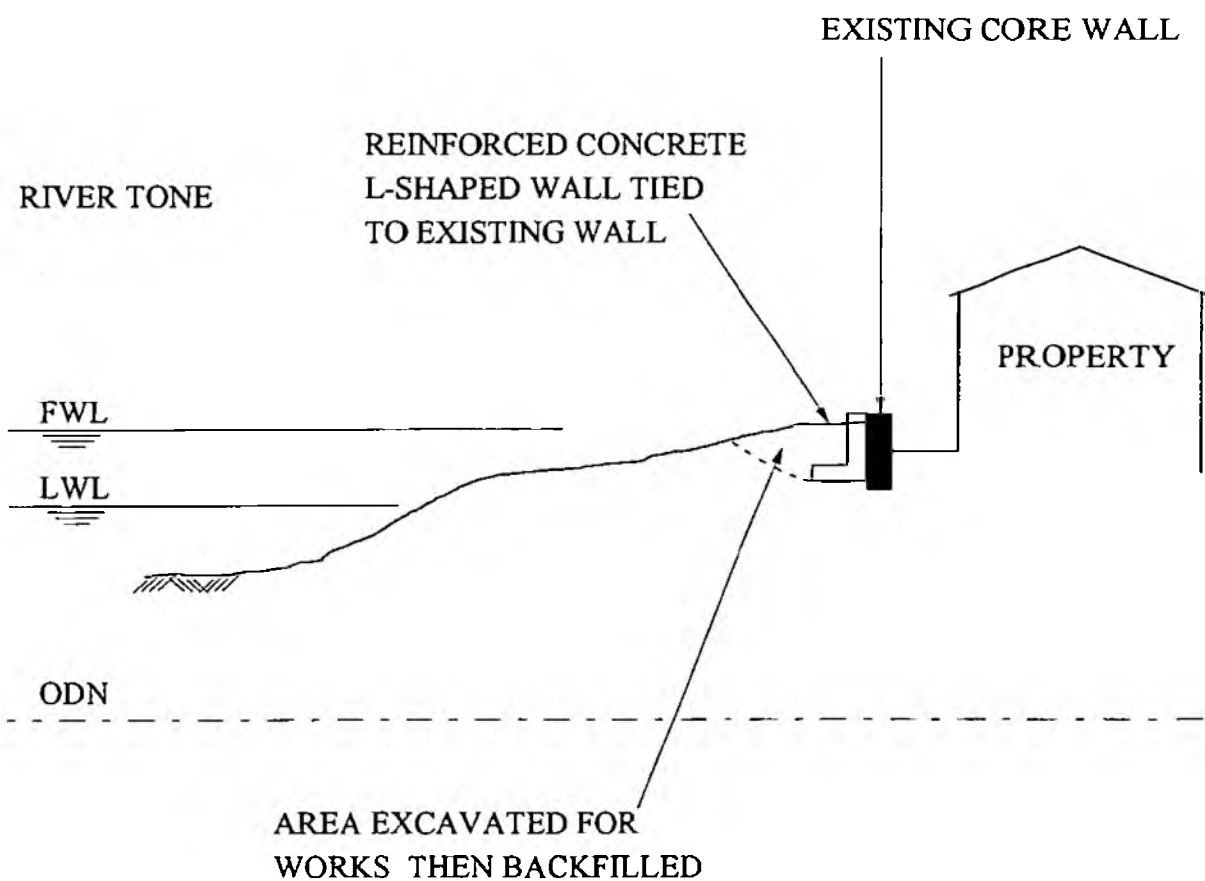 EXISTING CORE WALL
REINFORCED CONCRETE
L-SHAPED WALL TIED
TO EXISTING WALL
RIVER TONE
PROPERTY
FWL
LWL
ODN
AREA EXCAVATED FOR
WORKS THEN BACKFILLED